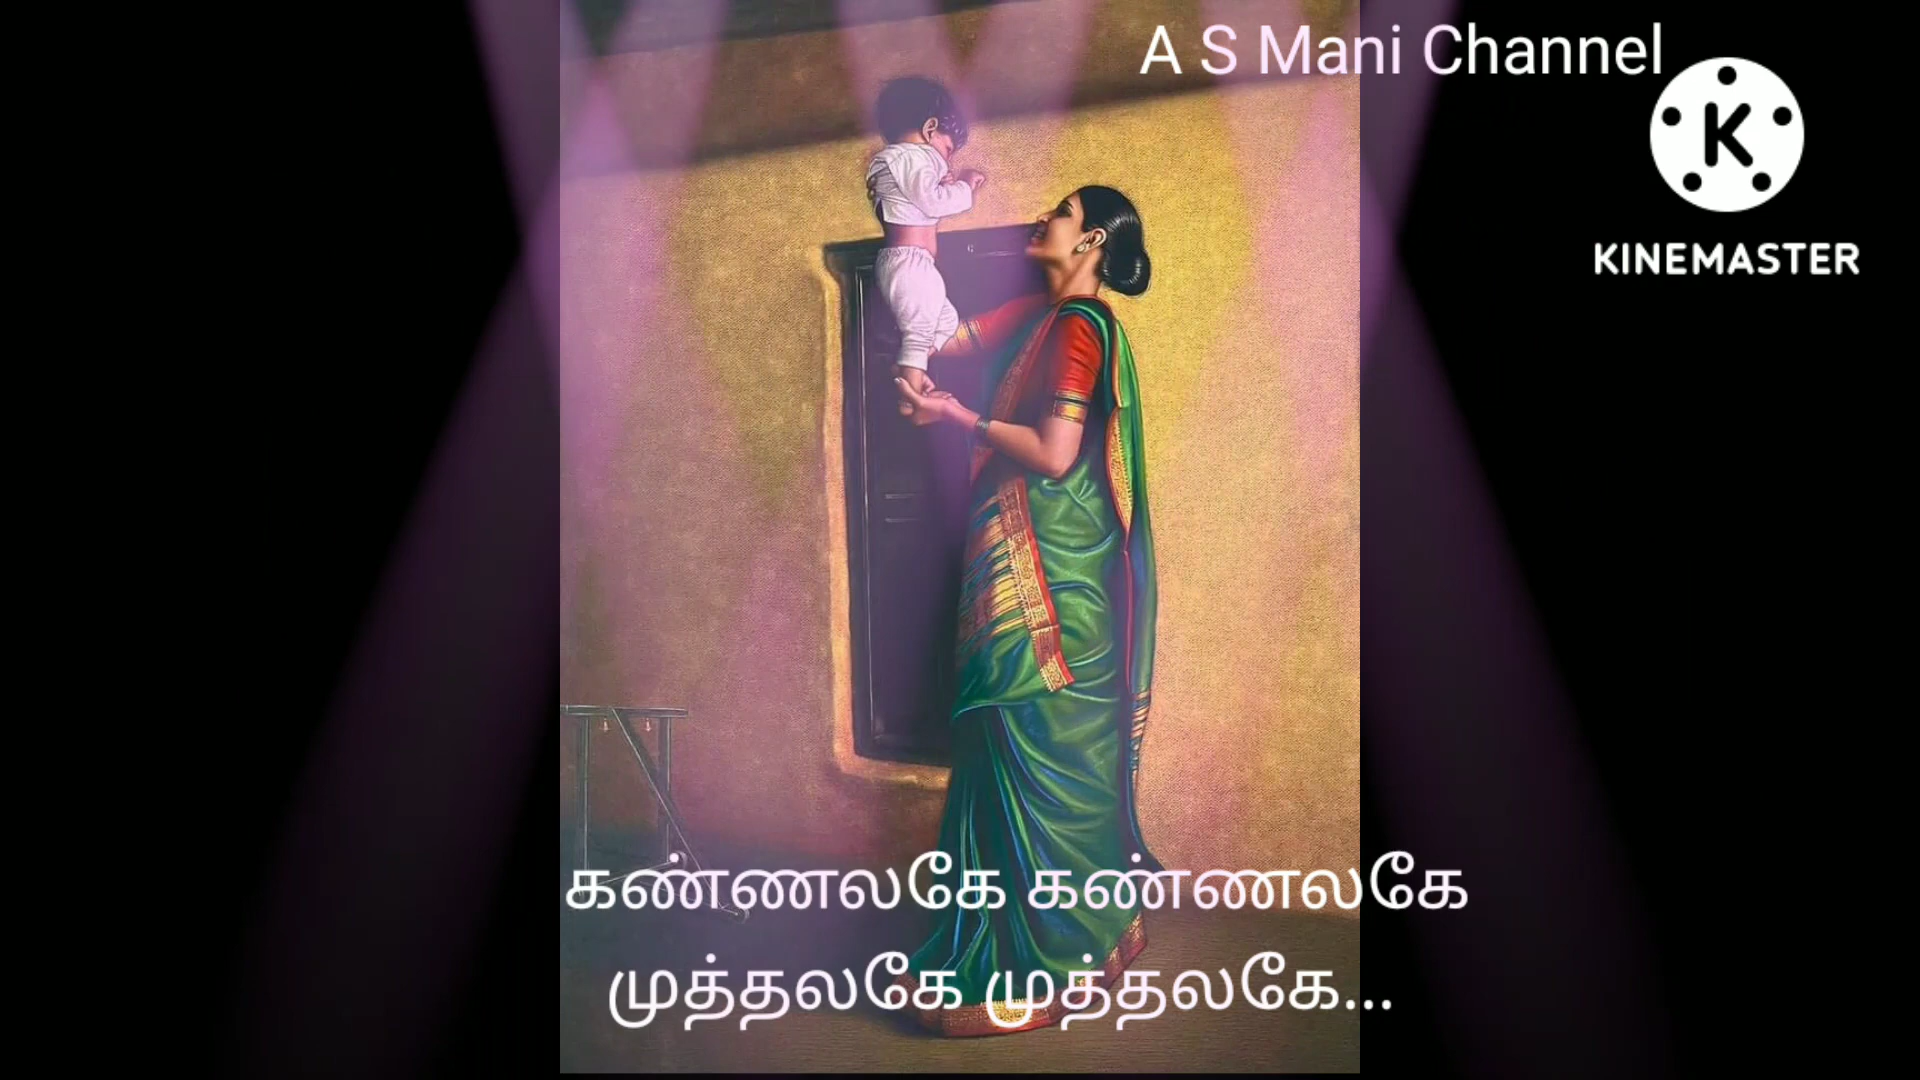 A S Mani Channel
K
KINEMASTER
கண்ணலகே கண்ணலகே
முத்தலகே முத்தலகே...